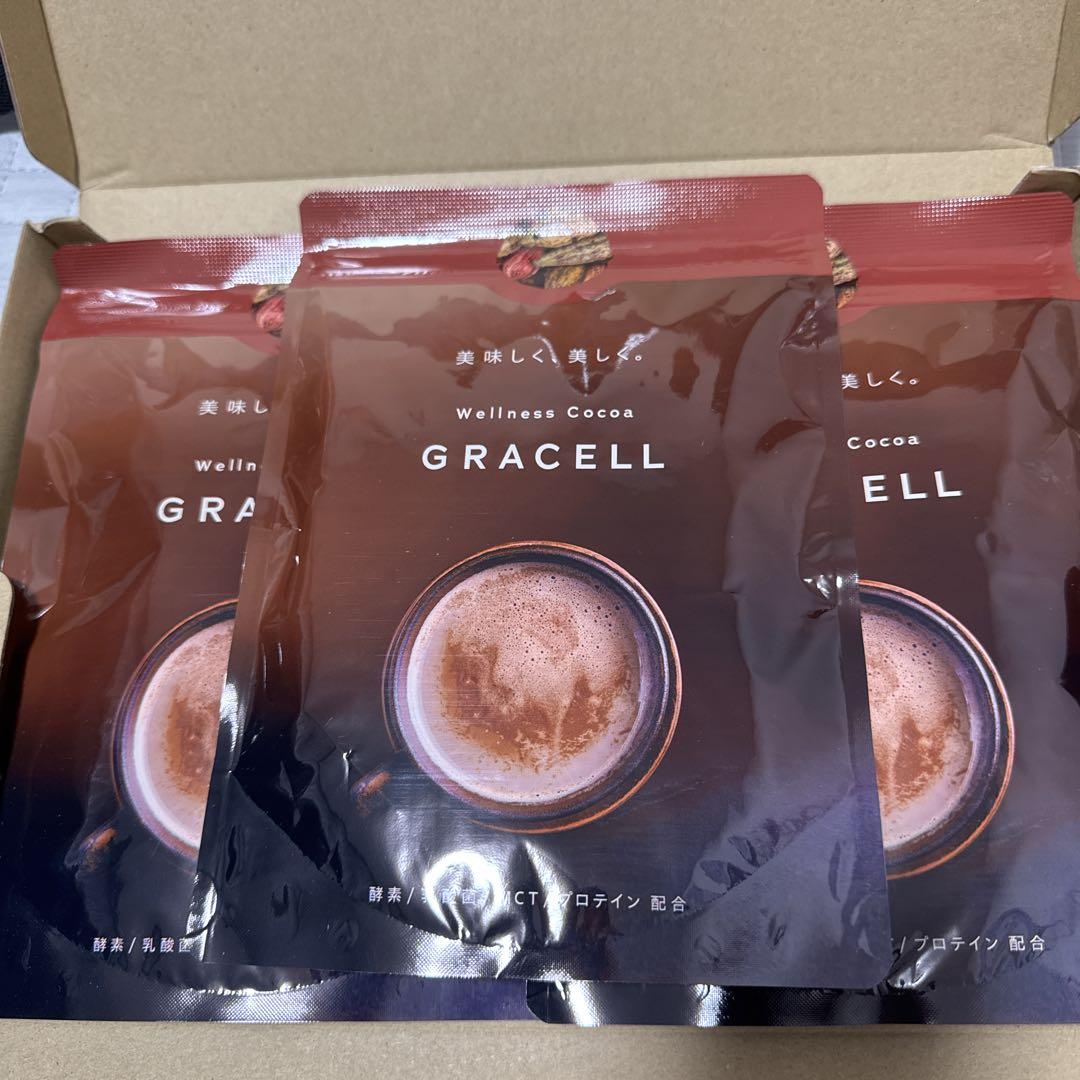 美味しく、美しく。
Wellness Cocoa
GRACELL
酵素/乳酸菌/MCT/プロテイン 配合
美味し
Welln
GRA
酵素/乳酸菌
美しく。
Cocoa
ELL
/プロテイン 配合